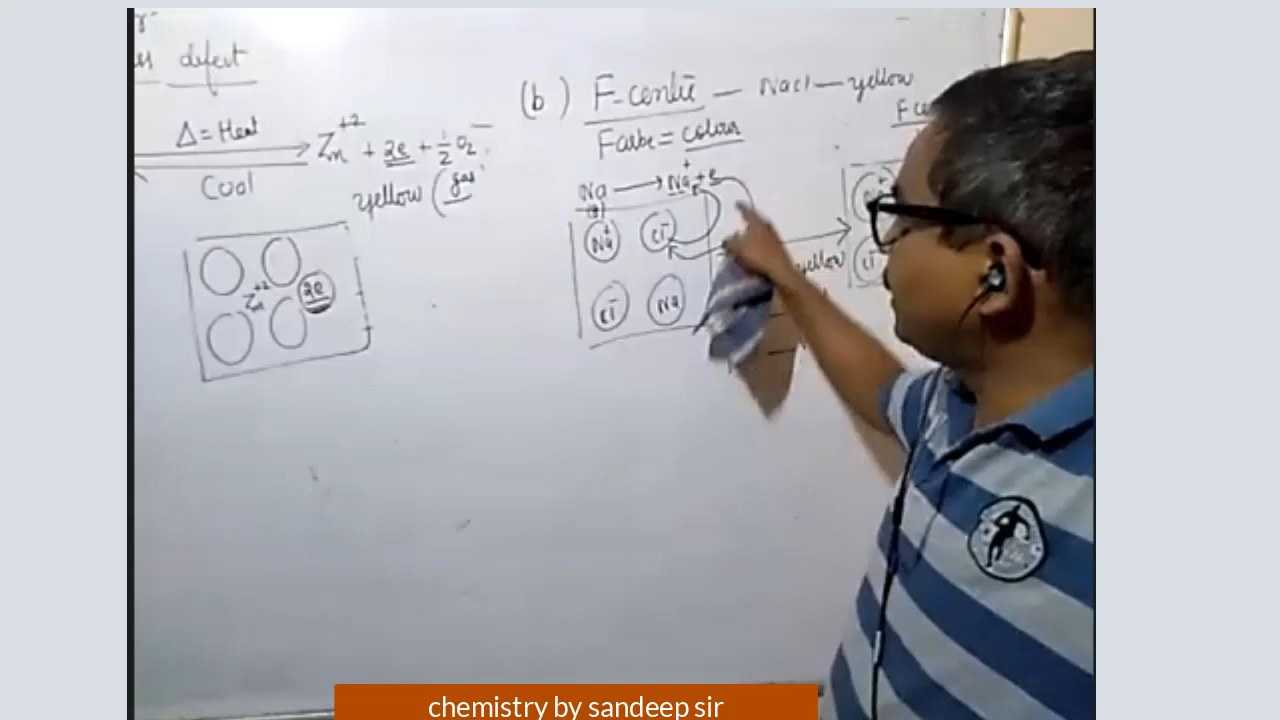 defect
Δ = Heat
Zn+2 + 2e + 1/2 O2
Cool
yellow (gas
Zn+2
2e
(b) F-centre — NaCl — yellow
Farbe = colour
Na → Na+ + e
Na+ Cl-
Cl- Na
yellow
Cl-
chemistry by sandeep sir